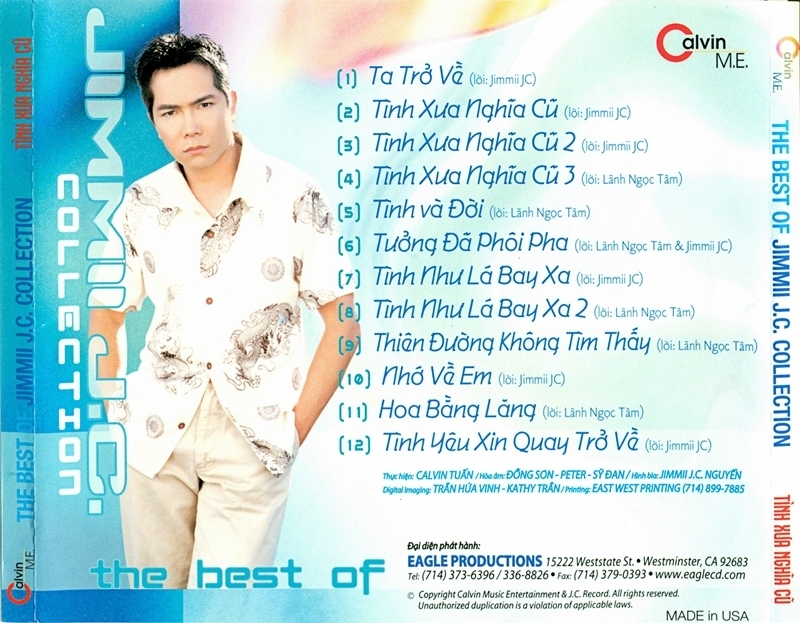 Calvin
M.E.
JIMMII J.C.
COLLECTION
the best of
(1) Ta Trở Về (lời: Jimmii JC)
(2) Tình Xưa Nghĩa Cũ (lời: Jimmii JC)
(3) Tình Xưa Nghĩa Cũ 2 (lời: Jimmii JC)
(4) Tình Xưa Nghĩa Cũ 3 (lời: Lãnh Ngọc Tâm)
(5) Tình và Đời (lời: Lãnh Ngọc Tâm)
(6) Tưởng Đã Phôi Pha (lời: Lãnh Ngọc Tâm & Jimmii JC)
(7) Tình Như Lá Bay Xa (lời: Jimmii JC)
(8) Tình Như Lá Bay Xa 2 (lời: Lãnh Ngọc Tâm)
(9) Thiên Đường Không Tìm Thấy (lời: Lãnh Ngọc Tâm)
(10) Nhớ Về Em (lời: Jimmii JC)
(11) Hoa Bằng Lăng (lời: Lãnh Ngọc Tâm)
(12) Tình Yêu Xin Quay Trở Về (lời: Jimmii JC)
Thực hiện: CALVIN TUẤN / Hòa âm: ĐỒNG SƠN - PETER - SỸ ĐAN / Hình bìa: JIMMII J.C. NGUYỄN
Digital Imaging: TRẦN HỨA VINH - KATHY TRẦN / Printing: EAST WEST PRINTING (714) 899-7885
Đại diện phát hành:
EAGLE PRODUCTIONS 15222 Weststate St. • Westminster, CA 92683
Tel: (714) 373-6396 / 336-8826 • Fax: (714) 379-0393 • www.eaglecd.com
© Copyright Calvin Music Entertainment & J.C. Record. All rights reserved.
Unauthorized duplication is a violation of applicable laws.
MADE in USA
Calvin M.E. THE BEST OF JIMMII J.C. COLLECTION TÌNH XƯA NGHĨA CŨ
Calvin M.E. THE BEST OF JIMMII J.C. COLLECTION TÌNH XƯA NGHĨA CŨ